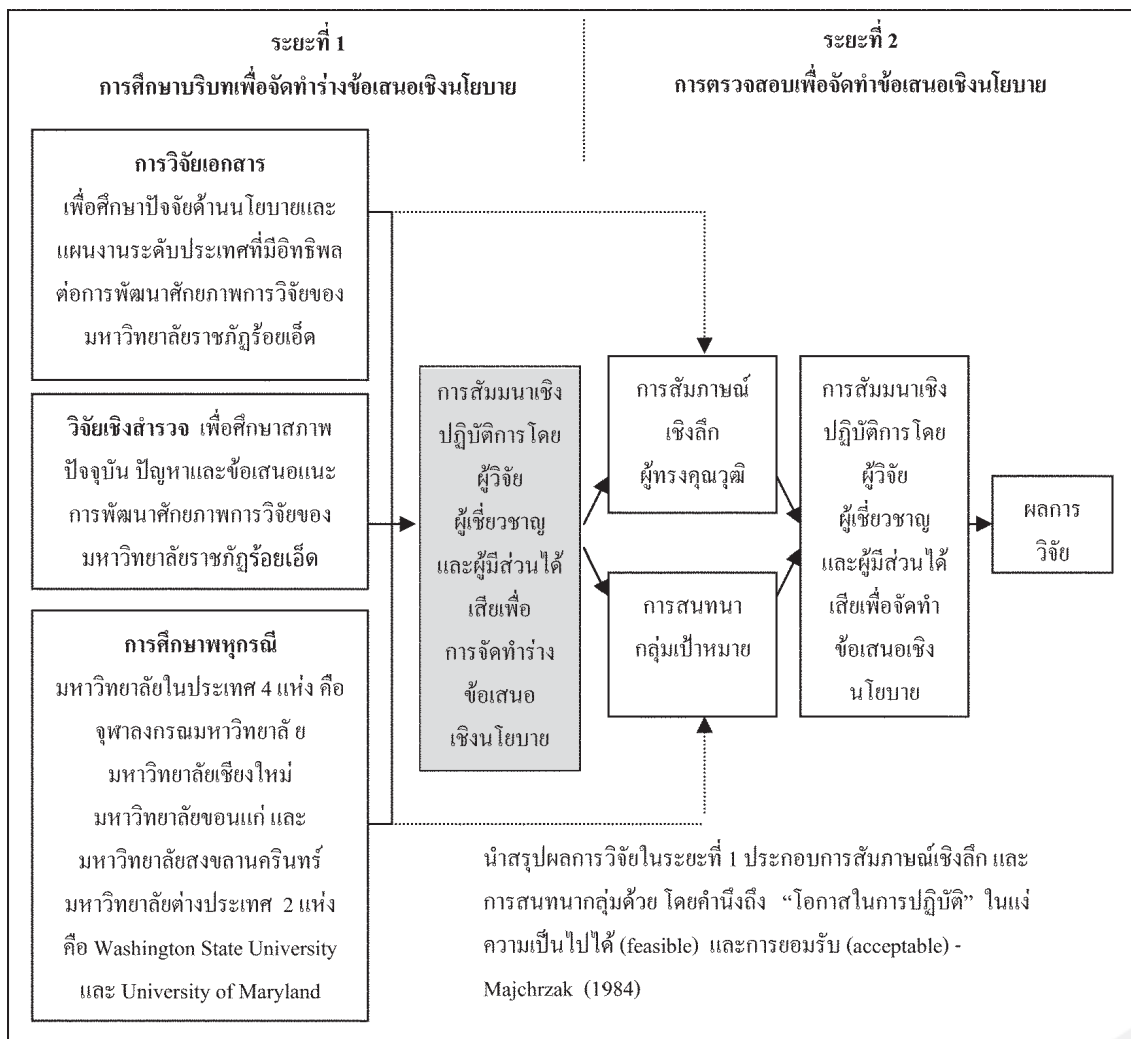 ระยะที่ 1
การศึกษาบริบทเพื่อจัดทำร่างข้อเสนอเชิงนโยบาย
ระยะที่ 2
การตรวจสอบเพื่อจัดทำข้อเสนอเชิงนโยบาย
การวิจัยเอกสาร
เพื่อศึกษาปัจจัยด้านนโยบายและ
แผนงานระดับประเทศที่มีอิทธิพล
ต่อการพัฒนาศักยภาพการวิจัยของ
มหาวิทยาลัยราชภัฏร้อยเอ็ด
วิจัยเชิงสำรวจ เพื่อศึกษาสภาพ
ปัจจุบัน ปัญหาและข้อเสนอแนะ
การพัฒนาศักยภาพการวิจัยของ
มหาวิทยาลัยราชภัฏร้อยเอ็ด
การศึกษาพหุกรณี
มหาวิทยาลัยในประเทศ 4 แห่ง คือ
จุฬาลงกรณมหาวิทยาลั ย
มหาวิทยาลัยเชียงใหม่
มหาวิทยาลัยขอนแก่ และ
มหาวิทยาลัยสงขลานครินทร์
มหาวิทยาลัยต่างประเทศ 2 แห่ง
คือ Washington State University
และ University of Maryland
การสัมมนาเชิง
ปฏิบัติการโดย
ผู้วิจัย
ผู้เชี่ยวชาญ
และผู้มีส่วนได้
เสียเพื่อ
การจัดทำร่าง
ข้อเสนอ
เชิงนโยบาย
การสัมภาษณ์
เชิงลึก
ผู้ทรงคุณวุฒิ
การสนทนา
กลุ่มเป้าหมาย
การสัมมนาเชิง
ปฏิบัติการโดย
ผู้วิจัย
ผู้เชี่ยวชาญ
และผู้มีส่วนได้
เสียเพื่อจัดทำ
ข้อเสนอเชิง
นโยบาย
ผลการ
วิจัย
นำสรุปผลการวิจัยในระยะที่ 1 ประกอบการสัมภาษณ์เชิงลึก และ
การสนทนากลุ่มด้วย โดยคำนึงถึง “โอกาสในการปฏิบัติ” ในแง่
ความเป็นไปได้ (feasible) และการยอมรับ (acceptable) -
Majchrzak (1984)